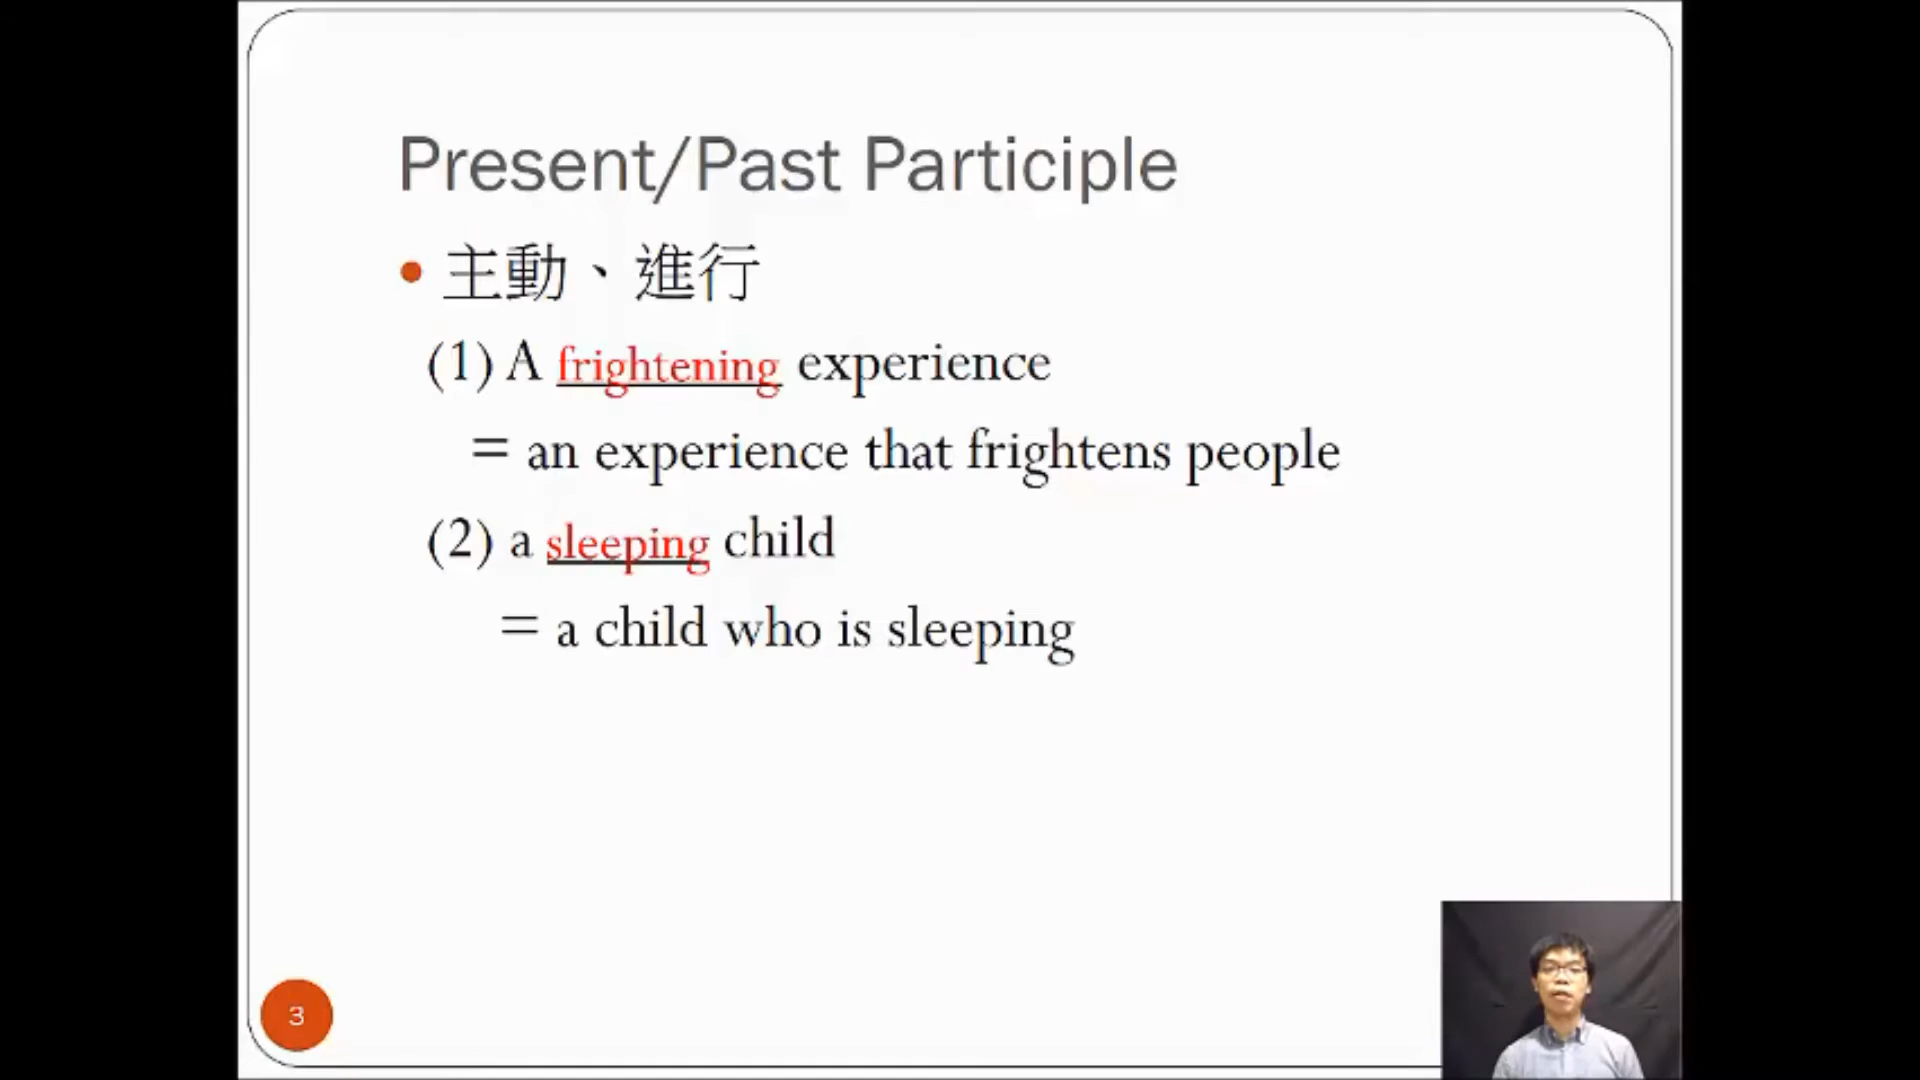 Present/Past Participle
• 主動、進行
(1) A frightening experience
= an experience that frightens people
(2) a sleeping child
= a child who is sleeping
3